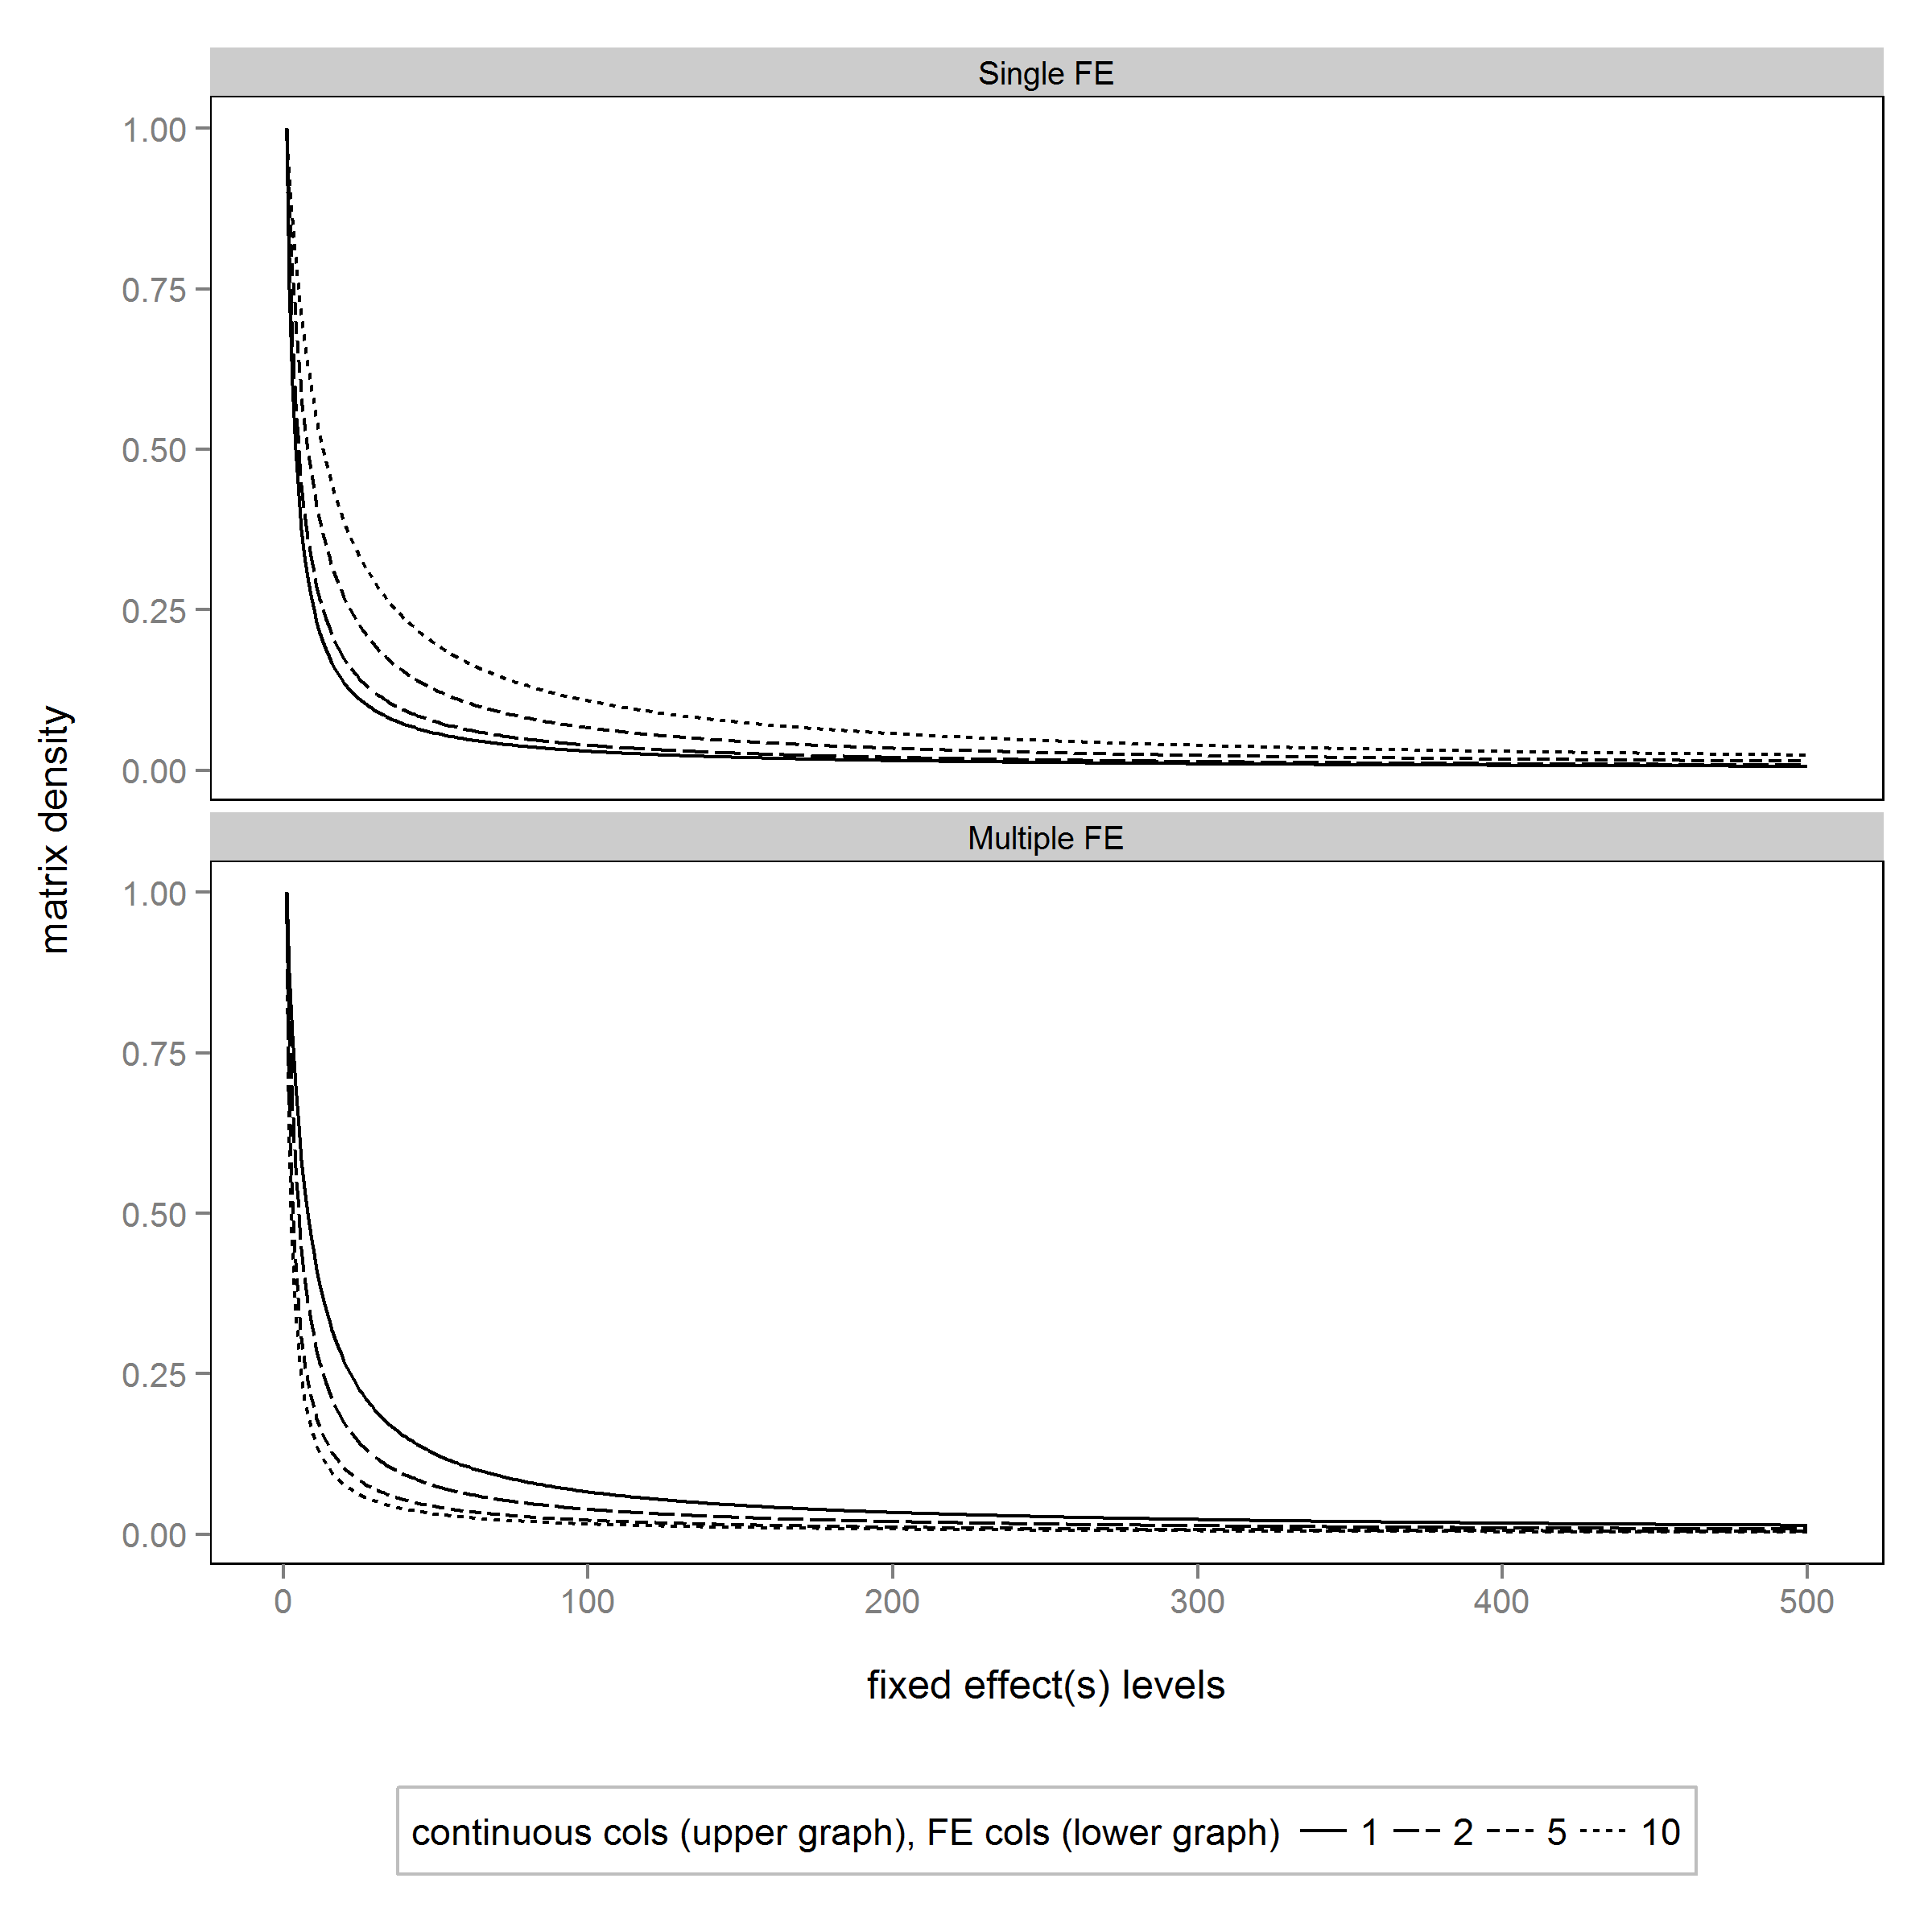 Single FE
1.00
0.75
0.50
0.25
0.00
matrix density
Multiple FE
1.00
0.75
0.50
0.25
0.00
0 100 200 300 400 500
fixed effect(s) levels
continuous cols (upper graph), FE cols (lower graph) 1 2 5 10